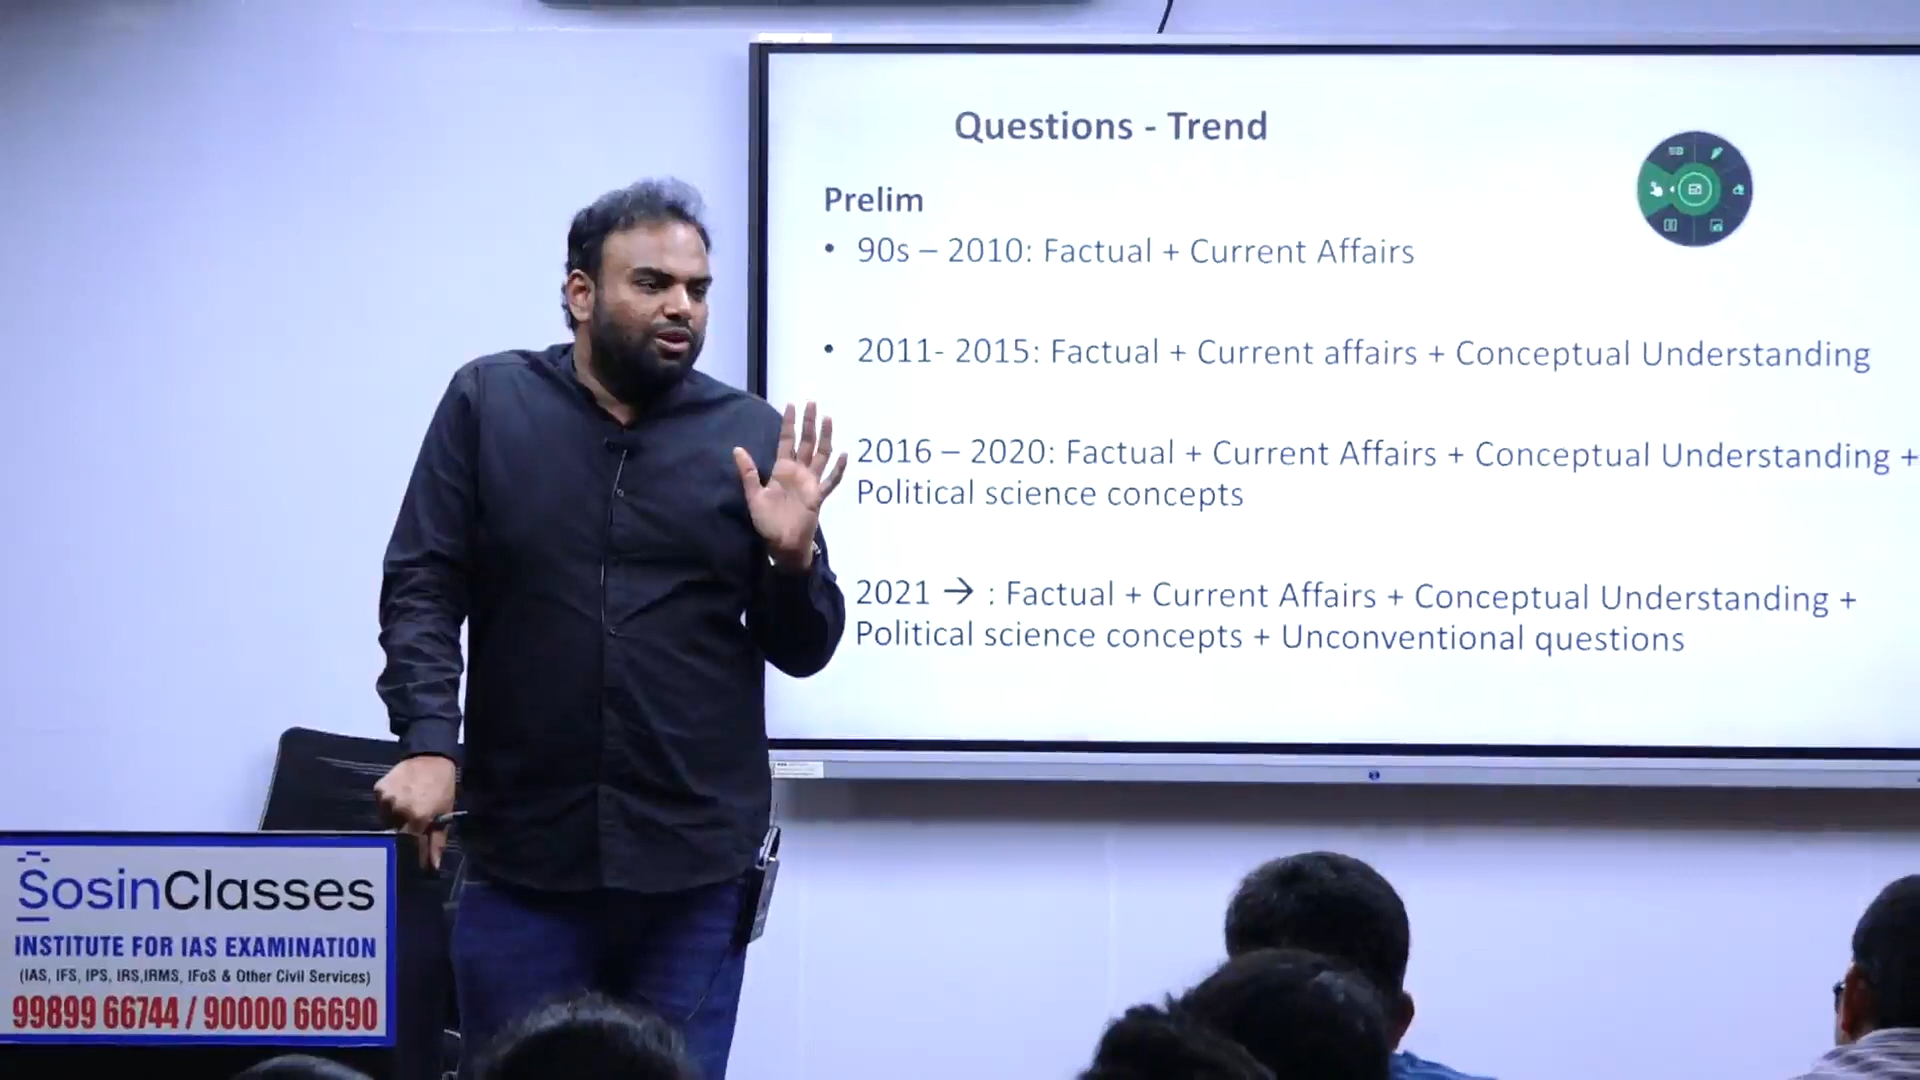 Questions - Trend
Prelim
• 90s – 2010: Factual + Current Affairs
• 2011- 2015: Factual + Current affairs + Conceptual Understanding
2016 – 2020: Factual + Current Affairs + Conceptual Understanding +
Political science concepts
2021 → : Factual + Current Affairs + Conceptual Understanding +
Political science concepts + Unconventional questions
SosinClasses
INSTITUTE FOR IAS EXAMINATION
(IAS, IFS, IPS, IRS,IRMS, IFoS & Other Civil Services)
99899 66744 / 90000 66690